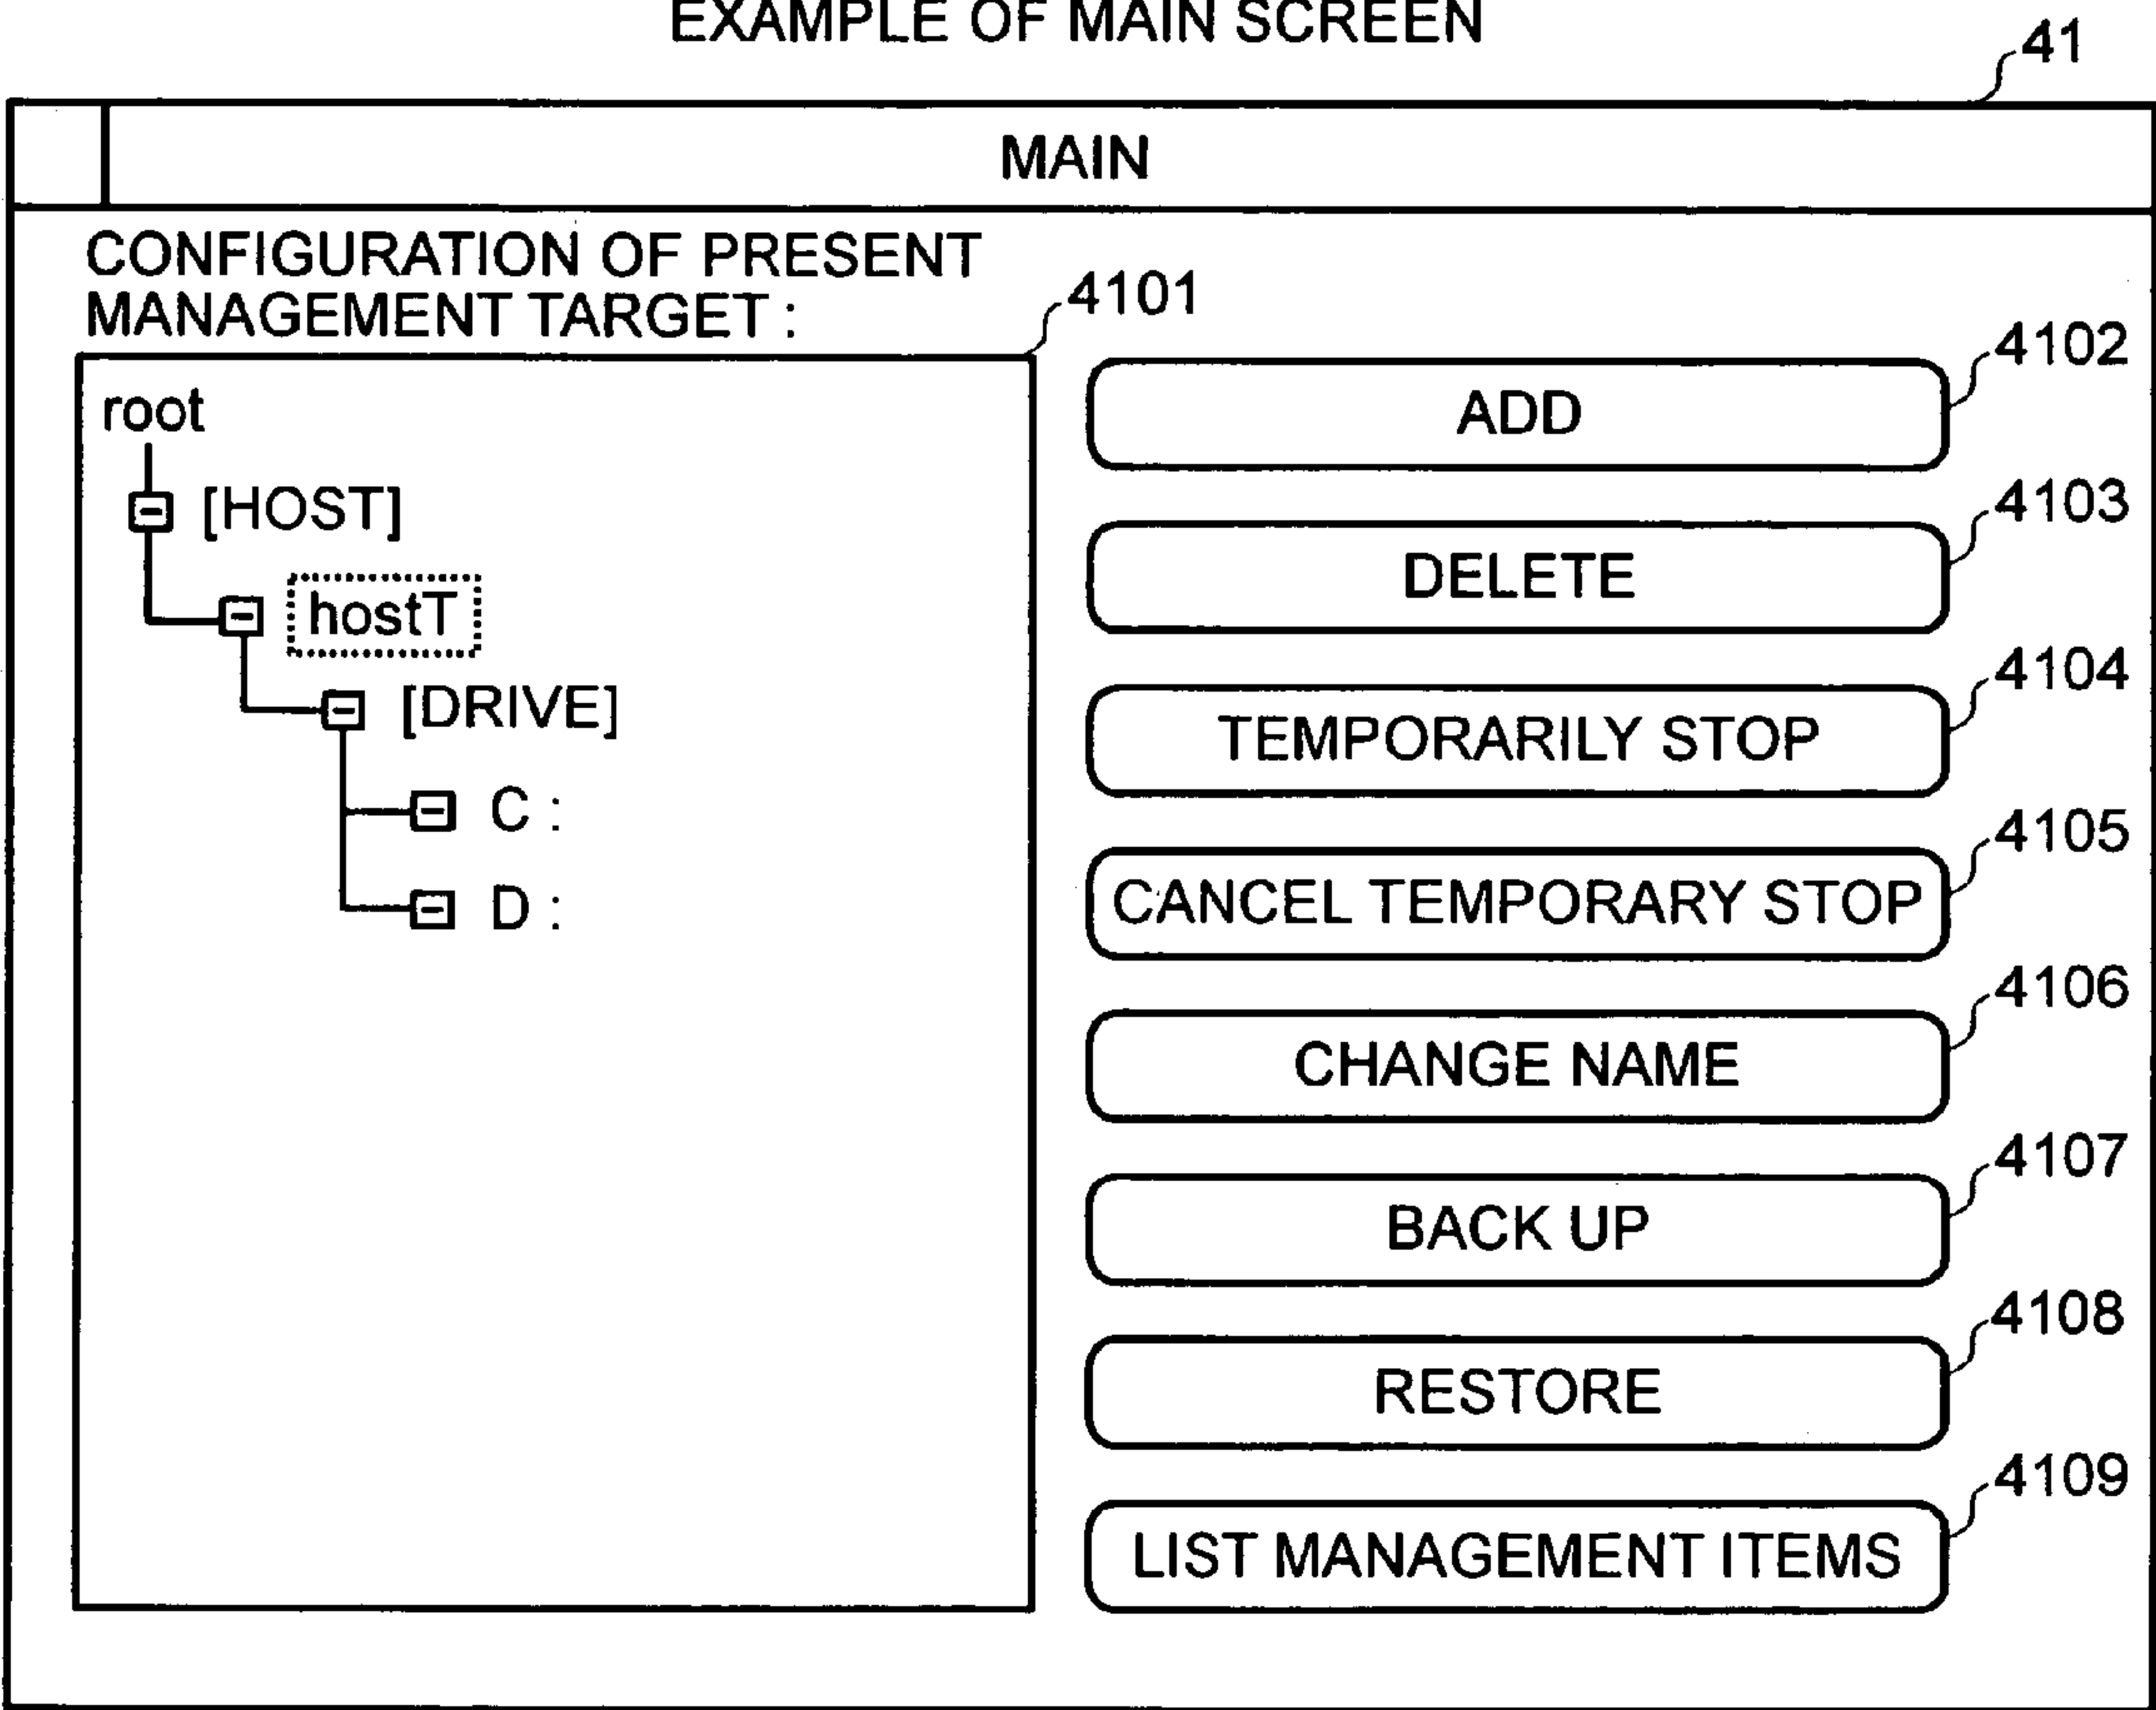 EXAMPLE OF MAIN SCREEN
41
MAIN
CONFIGURATION OF PRESENT
MANAGEMENT TARGET :
4101
root
[HOST]
hostT
[DRIVE]
C :
D :
4102
ADD
4103
DELETE
4104
TEMPORARILY STOP
4105
CANCEL TEMPORARY STOP
4106
CHANGE NAME
4107
BACK UP
4108
RESTORE
4109
LIST MANAGEMENT ITEMS